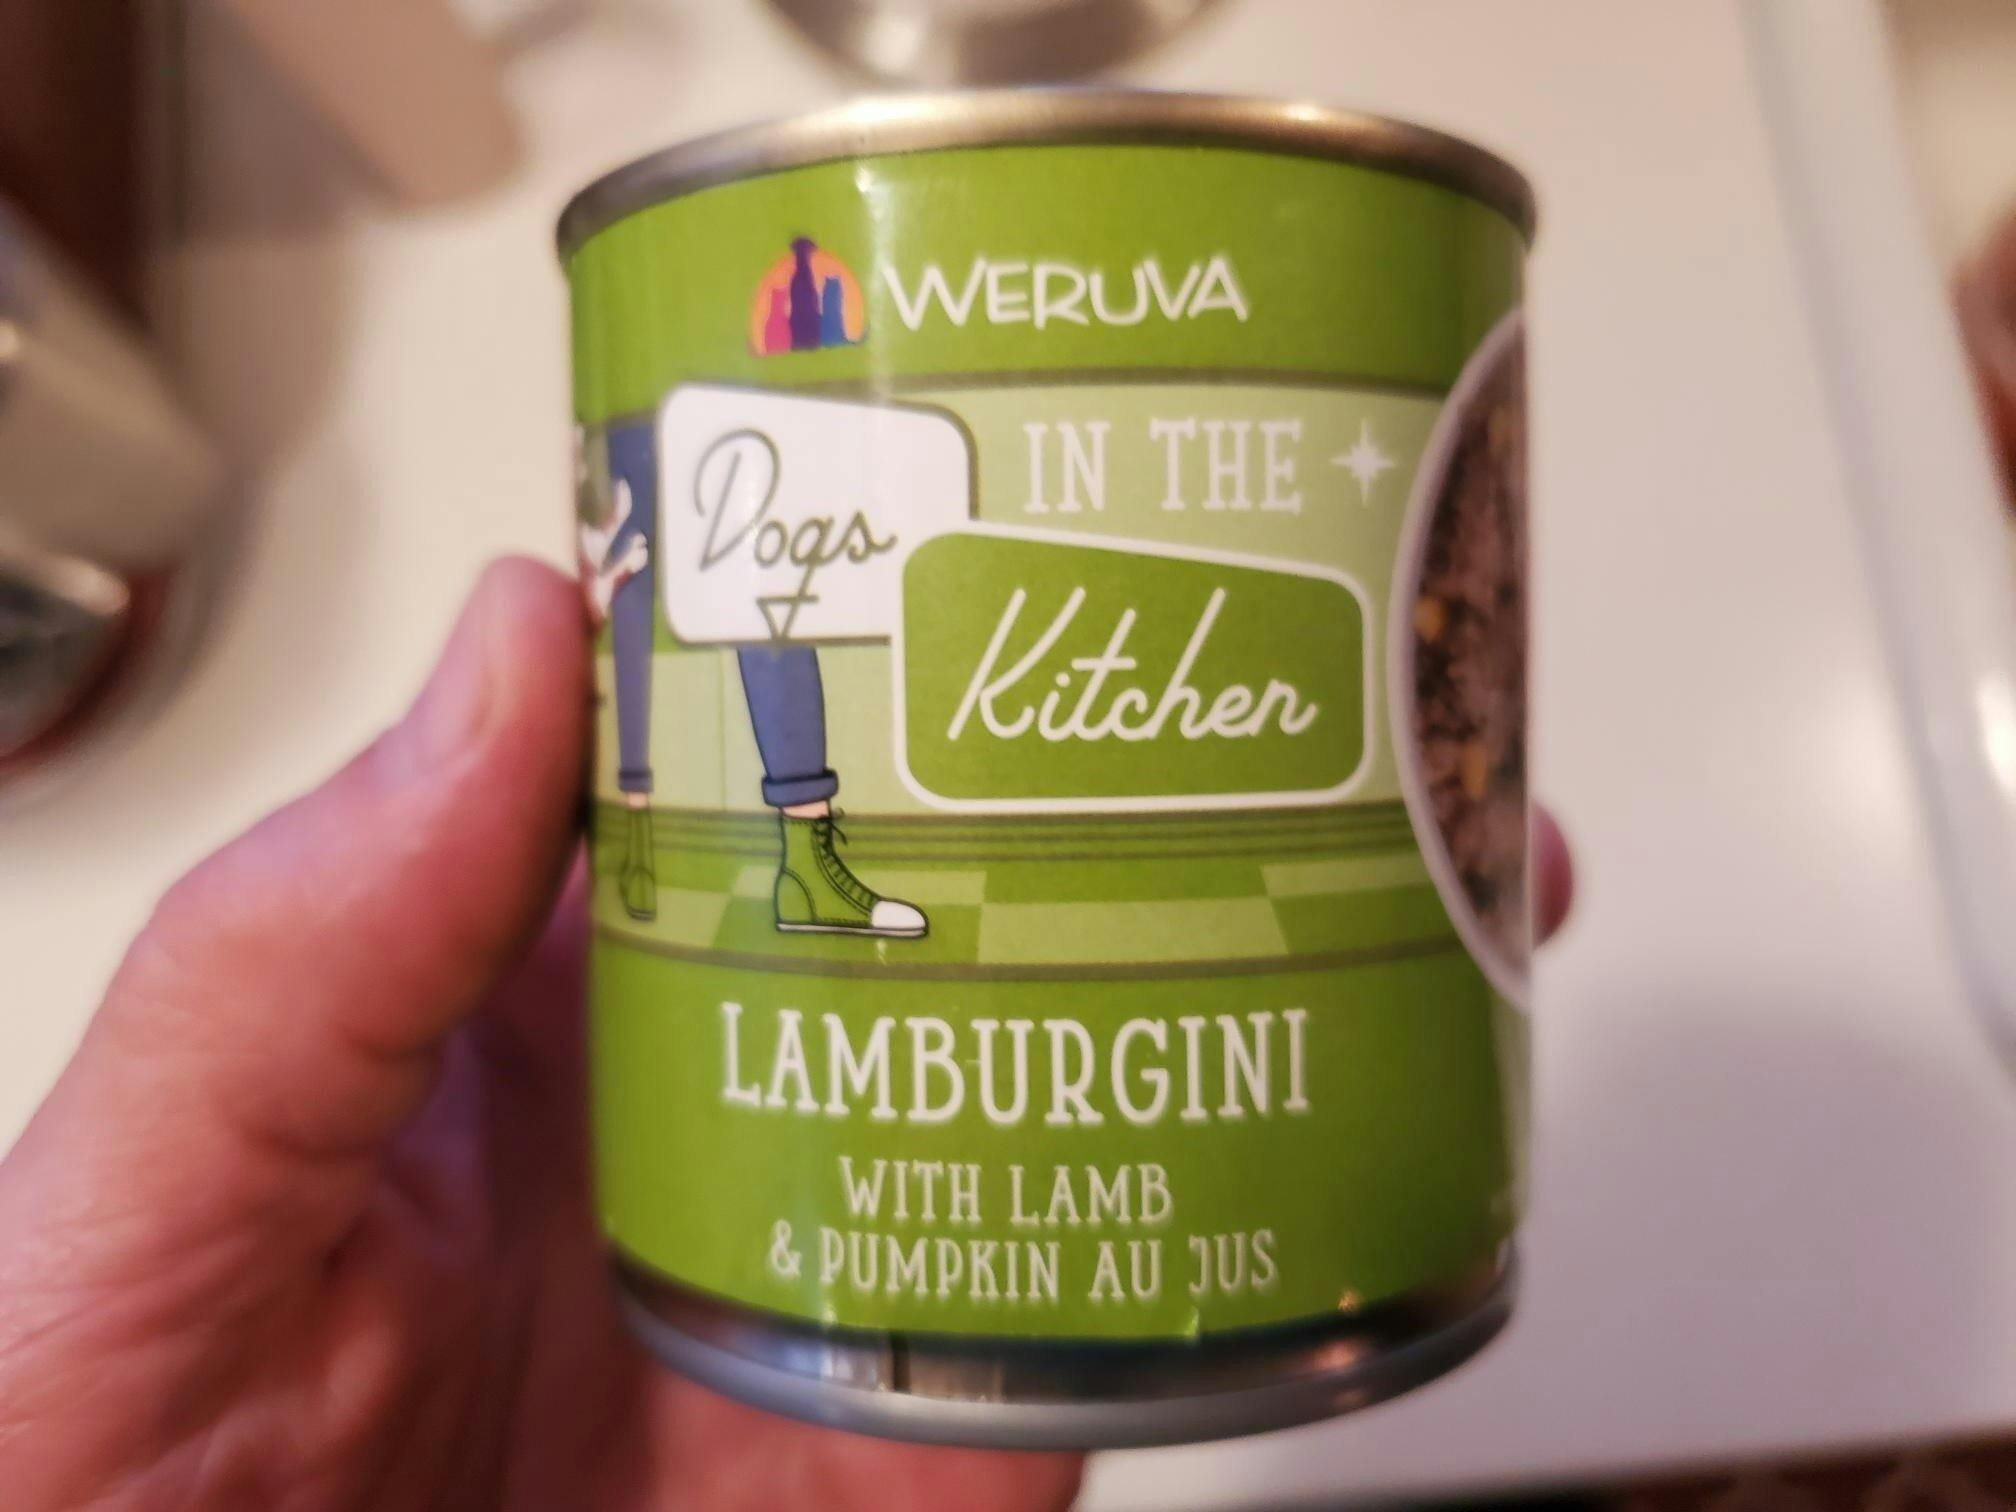 WERUVA
Dogs
IN THE
Kitchen
LAMBURGINI
WITH LAMB
& PUMPKIN AU JUS